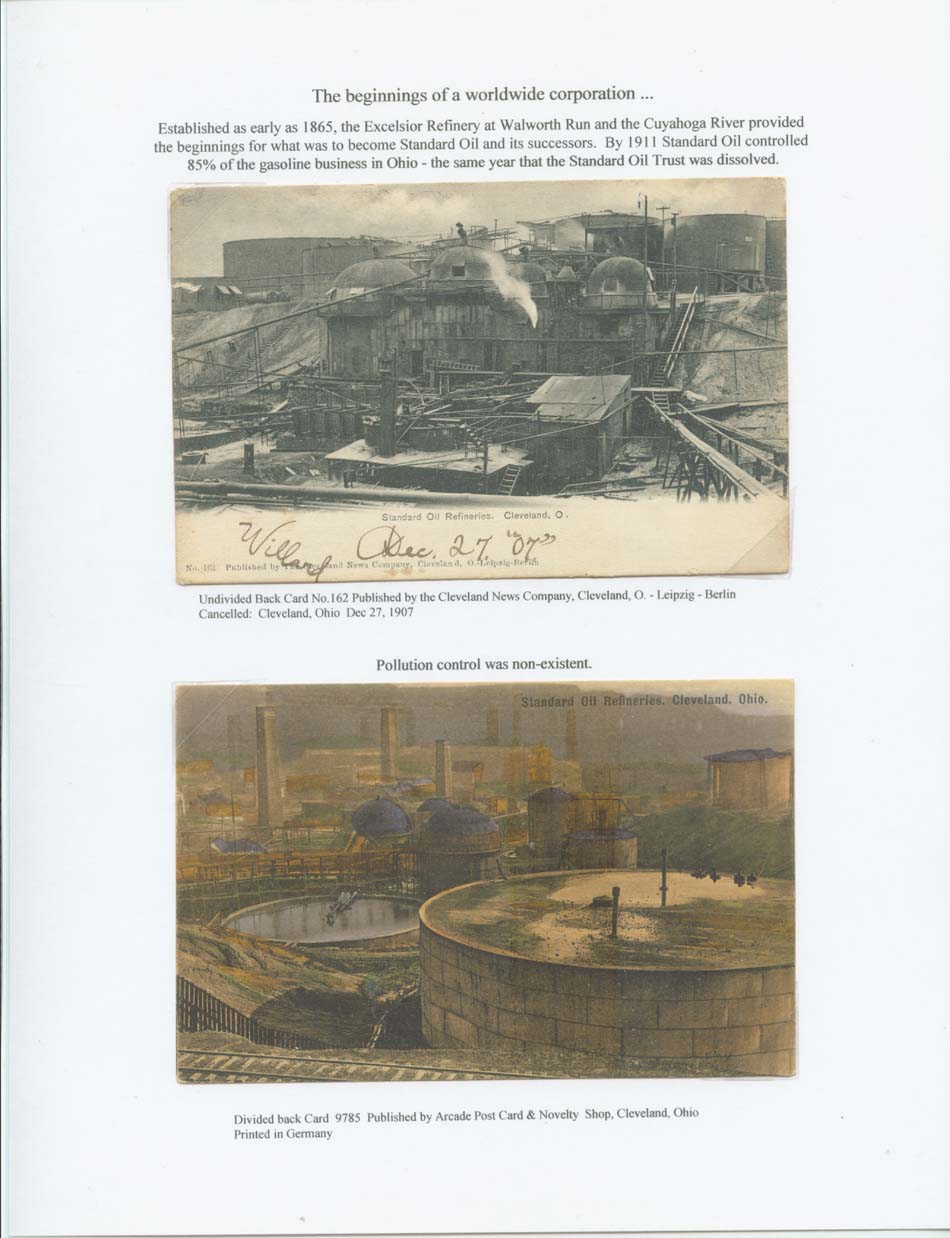 The beginnings of a worldwide corporation ...
Established as early as 1865, the Excelsior Refinery at Walworth Run and the Cuyahoga River provided
the beginnings for what was to become Standard Oil and its successors. By 1911 Standard Oil controlled
85% of the gasoline business in Ohio - the same year that the Standard Oil Trust was dissolved.
Standard Oil Refineries. Cleveland, O.
Willard Dec. 27, "07"
No. 162 Published by The Cleveland News Company, Cleveland, O.-Leipzig-Berlin
Undivided Back Card No.162 Published by the Cleveland News Company, Cleveland, O. - Leipzig - Berlin
Cancelled: Cleveland, Ohio Dec 27, 1907
Pollution control was non-existent.
Standard Oil Refineries. Cleveland, Ohio.
Divided back Card 9785 Published by Arcade Post Card & Novelty Shop, Cleveland, Ohio
Printed in Germany